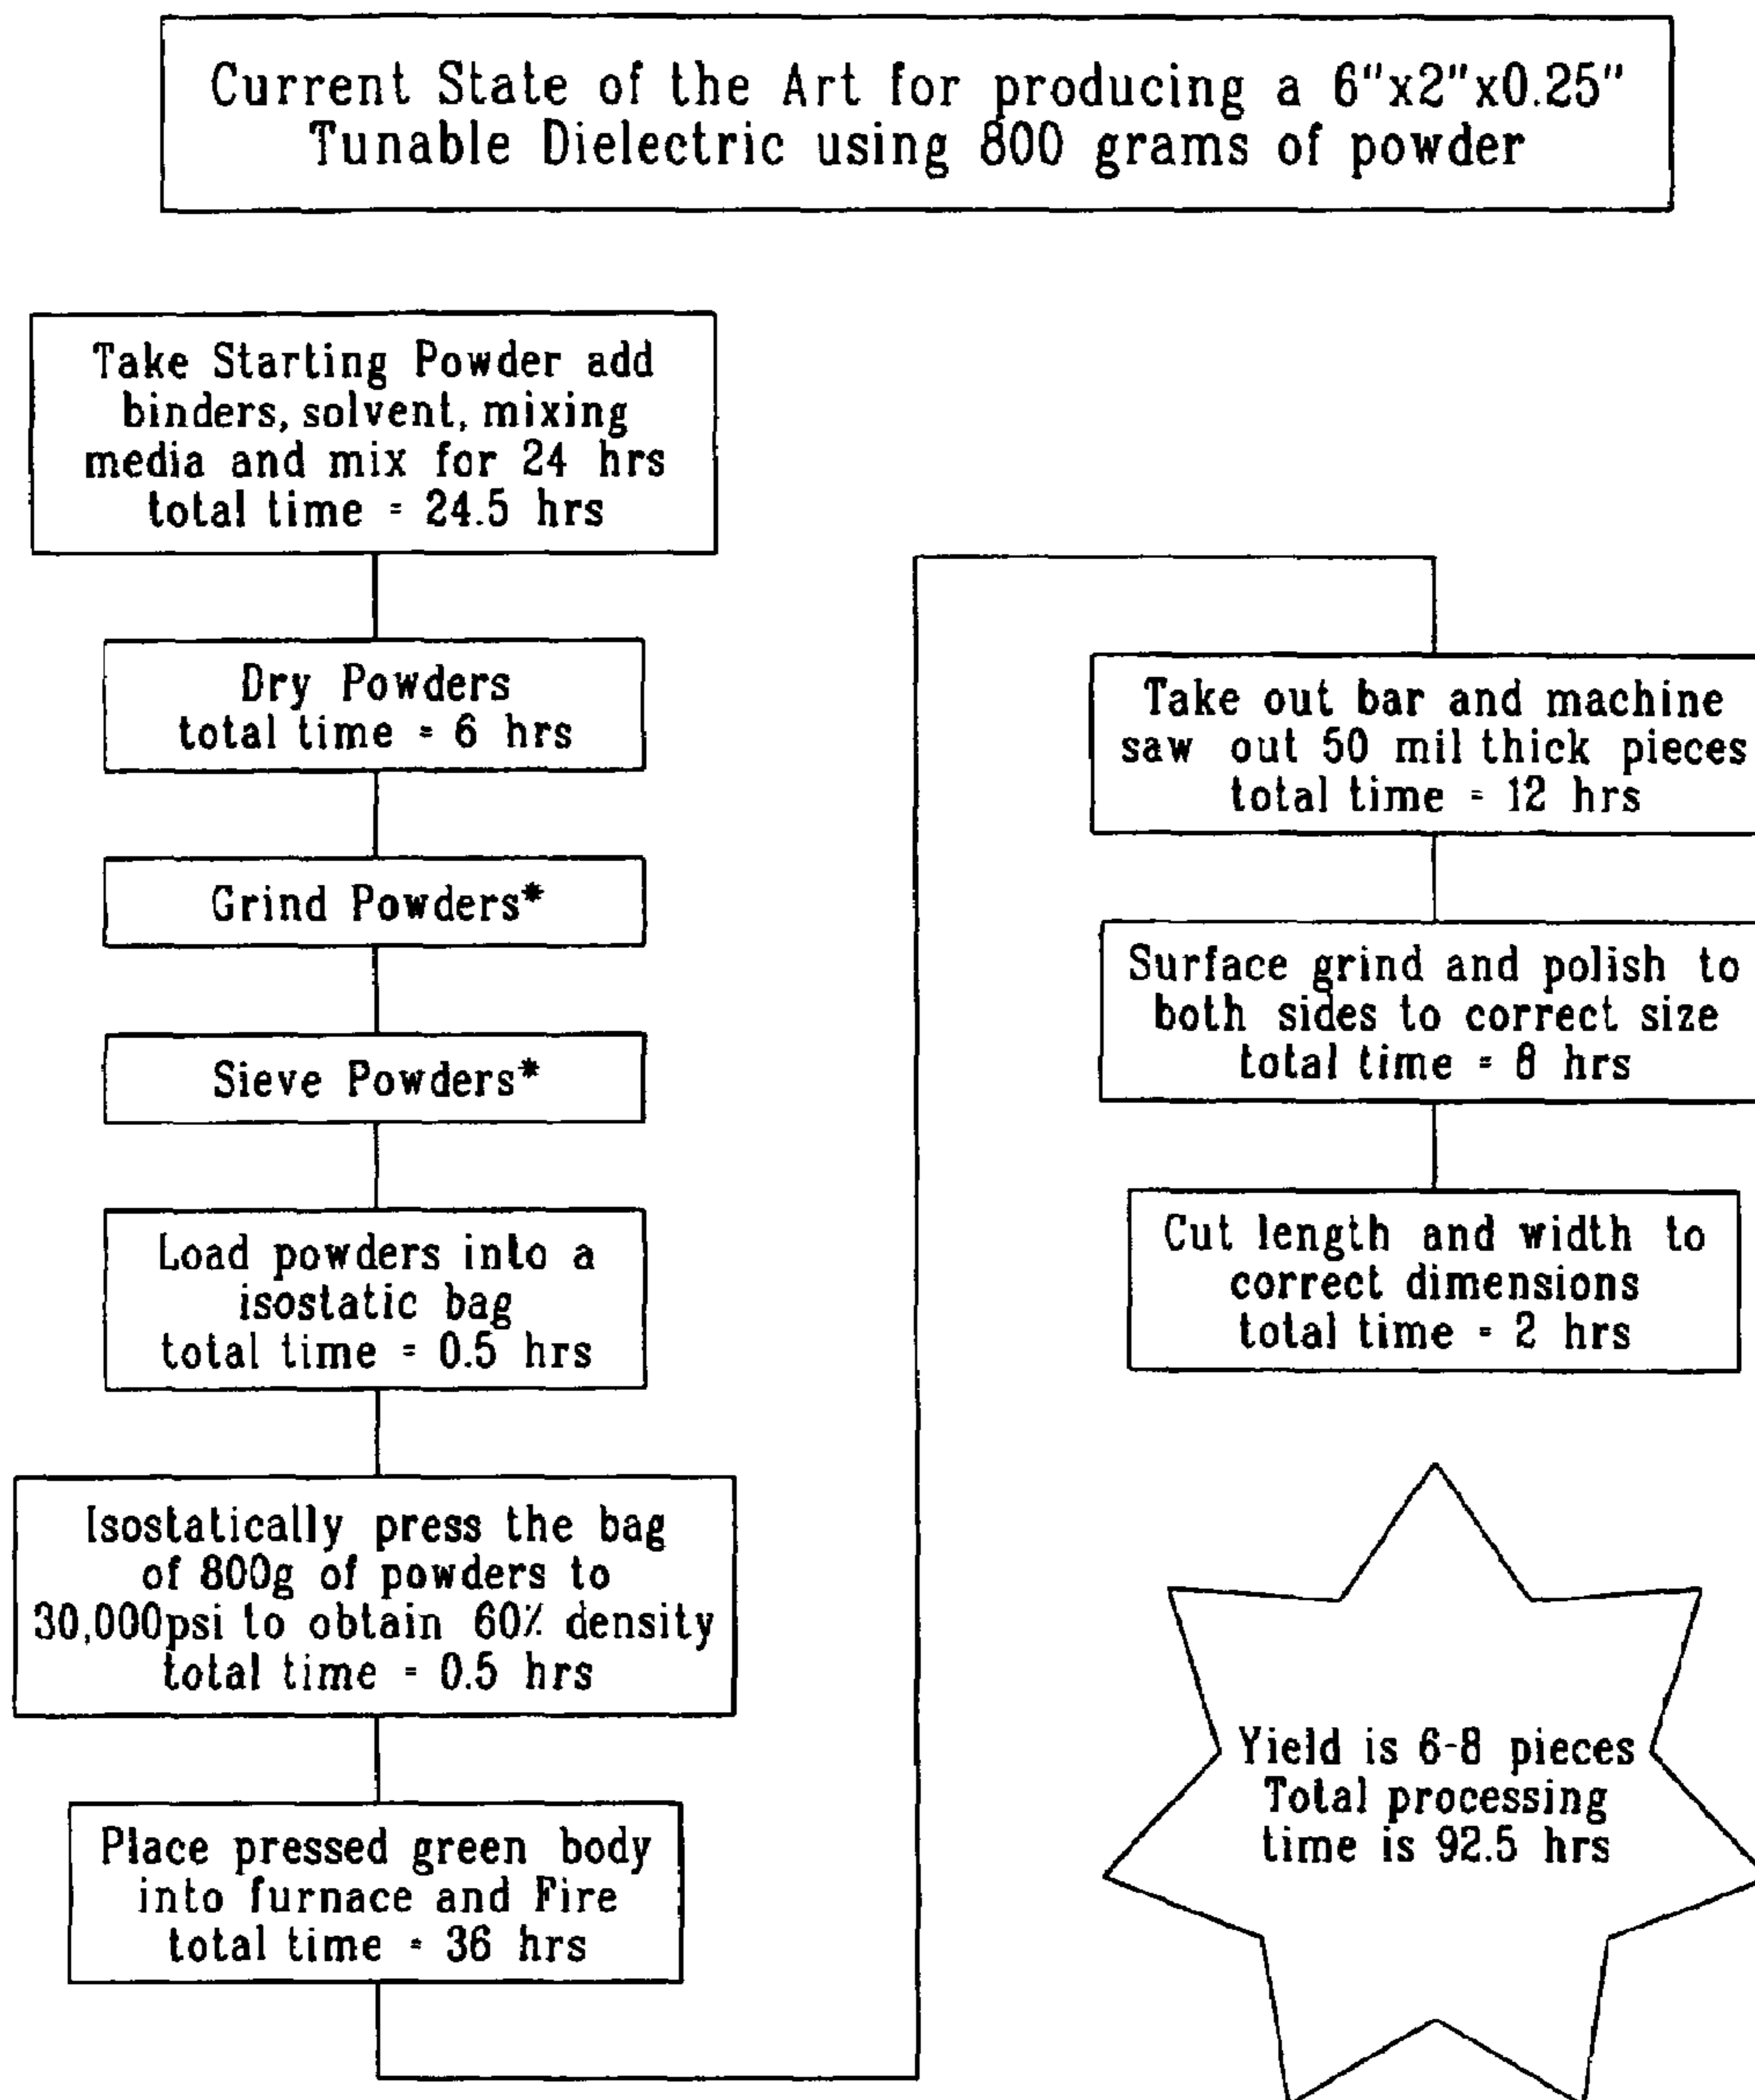 Current State of the Art for producing a 6"x2"x0.25"
Tunable Dielectric using 800 grams of powder
Take Starting Powder add
binders, solvent, mixing
media and mix for 24 hrs
total time = 24.5 hrs
Dry Powders
total time = 6 hrs
Grind Powders*
Sieve Powders*
Load powders into a
isostatic bag
total time = 0.5 hrs
Isostatically press the bag
of 800g of powders to
30,000psi to obtain 60% density
total time = 0.5 hrs
Place pressed green body
into furnace and Fire
total time = 36 hrs
Take out bar and machine
saw out 50 mil thick pieces
total time = 12 hrs
Surface grind and polish to
both sides to correct size
total time = 8 hrs
Cut length and width to
correct dimensions
total time = 2 hrs
Yield is 6-8 pieces
Total processing
time is 92.5 hrs